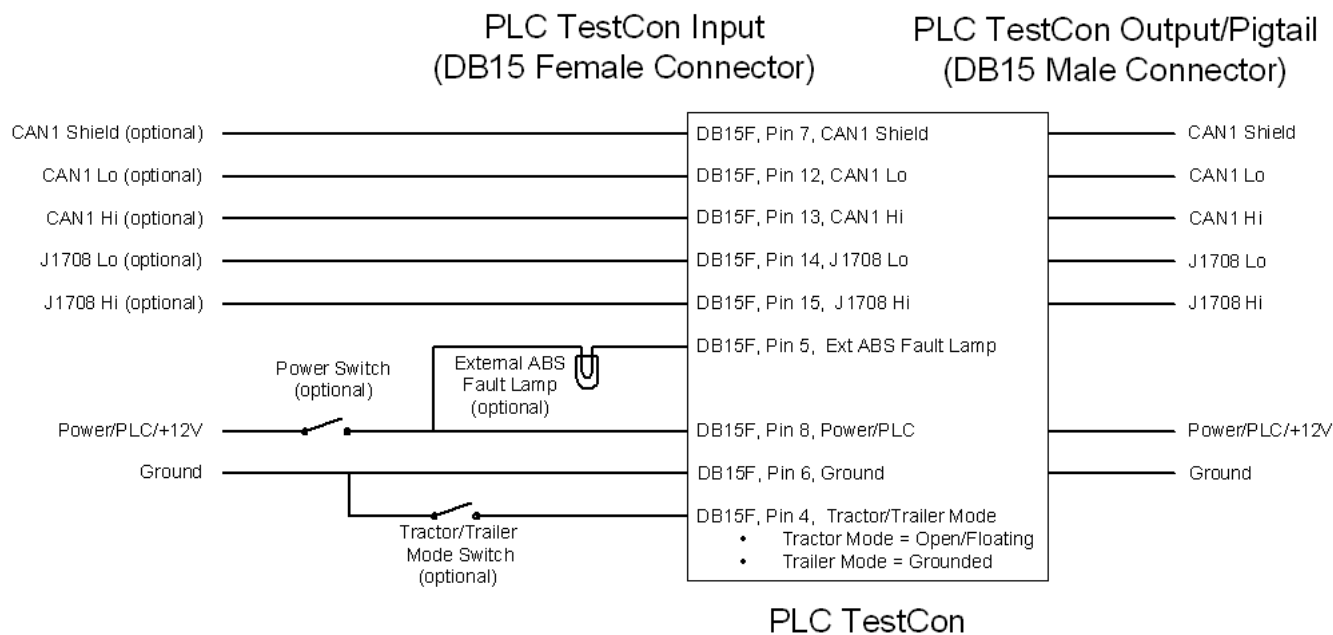 PLC TestCon Input
(DB15 Female Connector)
PLC TestCon Output/Pigtail
(DB15 Male Connector)
CAN1 Shield (optional)
DB15F, Pin 7, CAN1 Shield
CAN1 Shield
CAN1 Lo (optional)
DB15F, Pin 12, CAN1 Lo
CAN1 Lo
CAN1 Hi (optional)
DB15F, Pin 13, CAN1 Hi
CAN1 Hi
J1708 Lo (optional)
DB15F, Pin 14, J1708 Lo
J1708 Lo
J1708 Hi (optional)
DB15F, Pin 15, J1708 Hi
J1708 Hi
DB15F, Pin 5, Ext ABS Fault Lamp
Power Switch
(optional)
External ABS
Fault Lamp
(optional)
Power/PLC/+12V
DB15F, Pin 8, Power/PLC
Power/PLC/+12V
Ground
DB15F, Pin 6, Ground
Ground
DB15F, Pin 4, Tractor/Trailer Mode
• Tractor Mode = Open/Floating
• Trailer Mode = Grounded
Tractor/Trailer
Mode Switch
(optional)
PLC TestCon